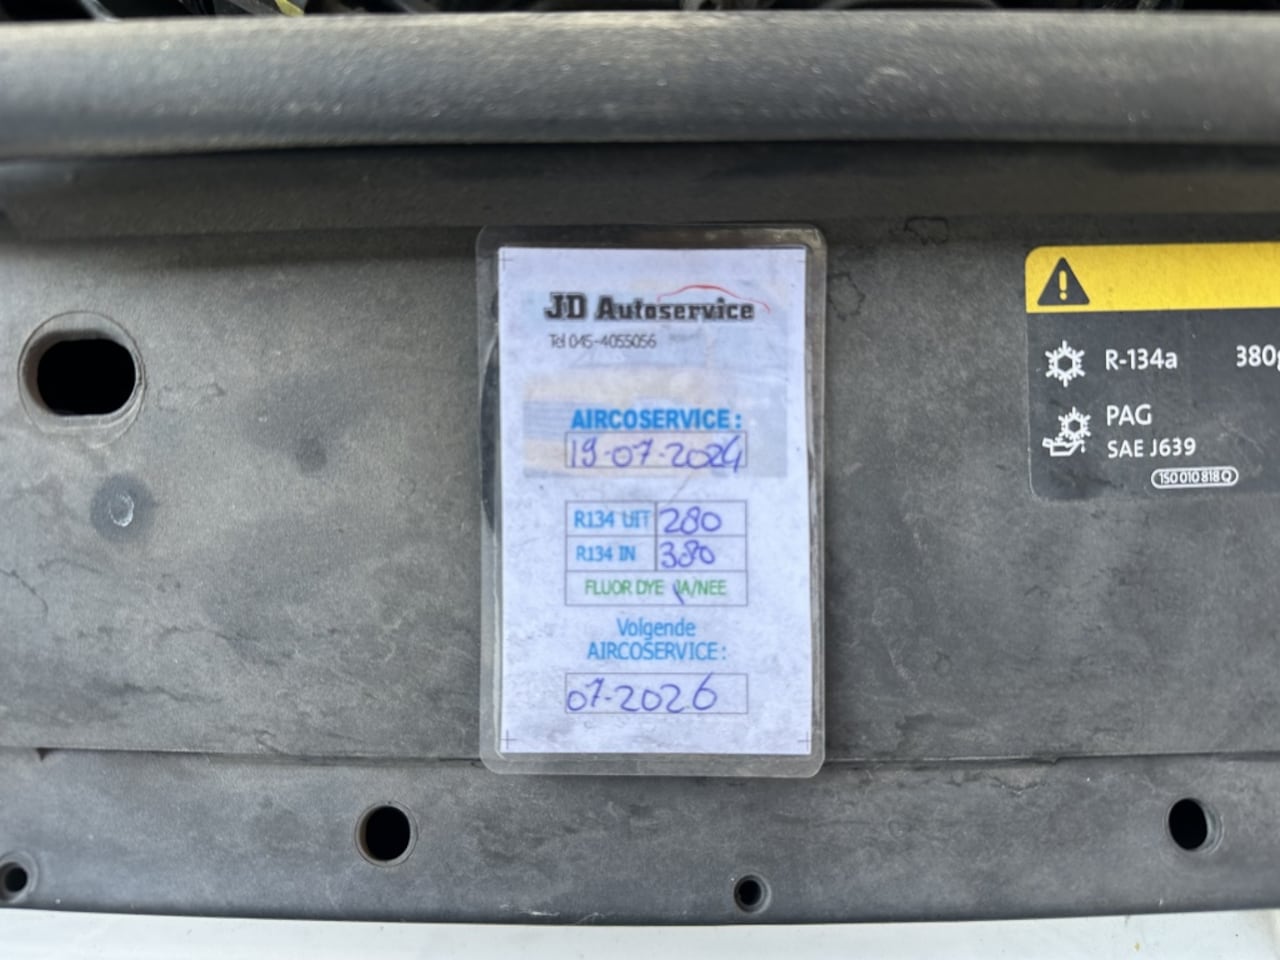 JD Autoservice
Tel 045-4055056
AIRCOSERVICE:
19-07-2024
R134 UIT 280
R134 IN 380
FLUOR DYE JA/NEE
Volgende
AIRCOSERVICE:
07-2026
R-134a 380g
PAG
SAE J639
1S0 010 818 Q